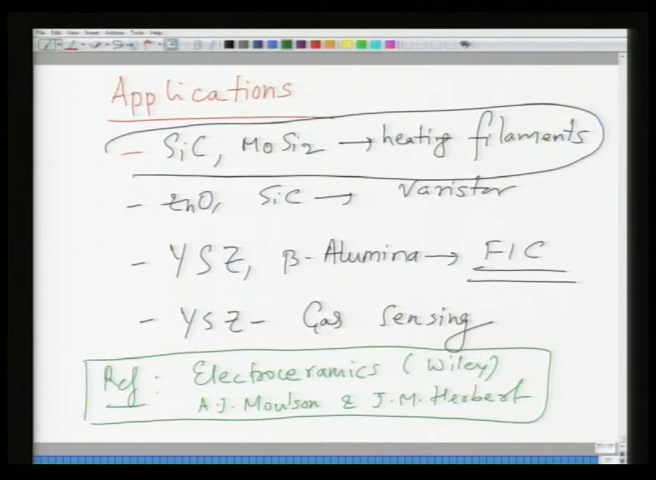 Applications
- SiC, MoSi2 → heating filaments
- ZnO, SiC → Varistor
- YSZ, β-Alumina → FIC
- YSZ - Gas Sensing
Ref : Electroceramics (Wiley)
A.J. Moulson & J.M. Herbert